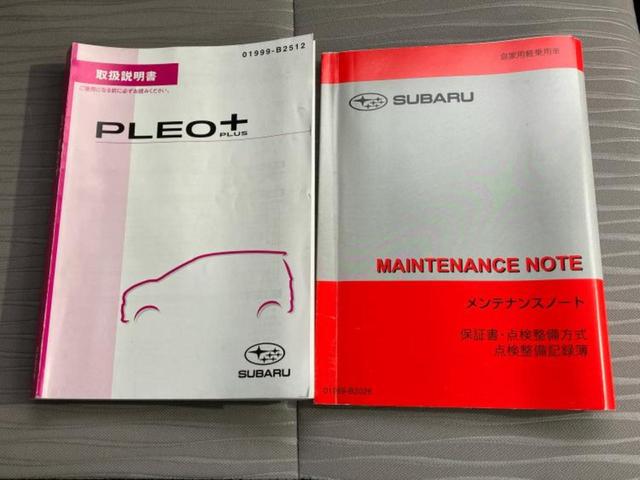 01999-B2512
取扱説明書
ご使用になる前に必ずお読みください。
PLEO+
PLUS
SUBARU
自家用軽乗用車
SUBARU
MAINTENANCE NOTE
メンテナンスノート
保証書・点検整備方式
点検整備記録簿